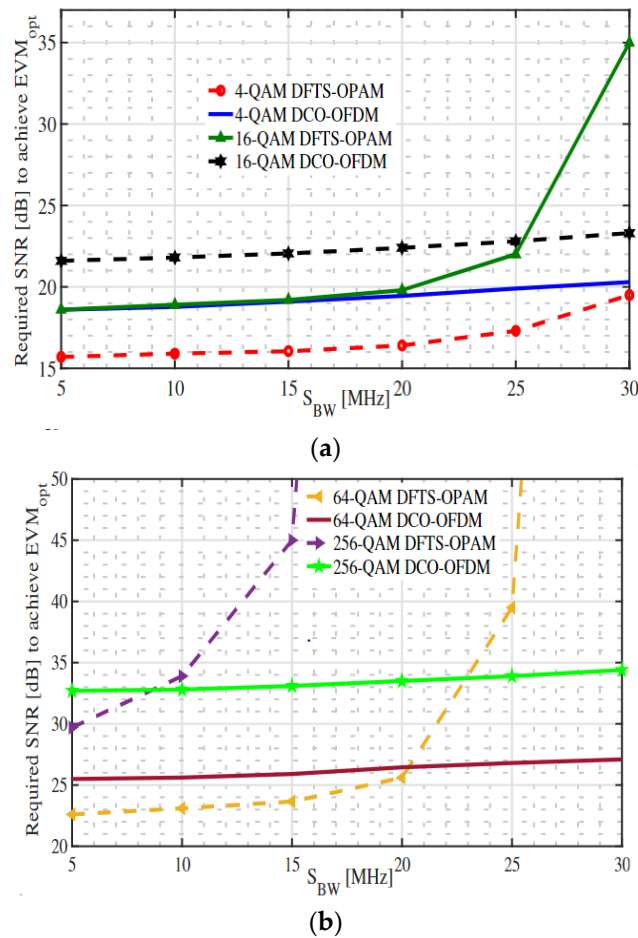 Required SNR [dB] to achieve EVM_opt
35
30
25
20
15
4-QAM DFTS-OPAM
4-QAM DCO-OFDM
16-QAM DFTS-OPAM
16-QAM DCO-OFDM
5
10
15
20
25
30
S_BW [MHz]
(a)
Required SNR [dB] to achieve EVM_opt
50
45
40
35
30
25
20
64-QAM DFTS-OPAM
64-QAM DCO-OFDM
256-QAM DFTS-OPAM
256-QAM DCO-OFDM
5
10
15
20
25
30
S_BW [MHz]
(b)